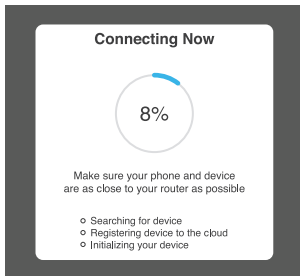 Connecting Now
8%
Make sure your phone and device
are as close to your router as possible
Searching for device
Registering device to the cloud
Initializing your device